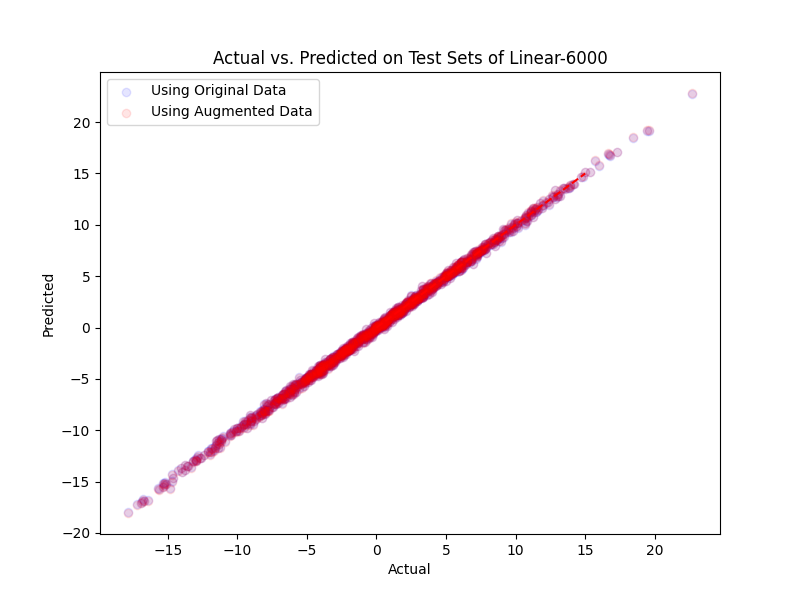 Actual vs. Predicted on Test Sets of Linear-6000
Using Original Data
Using Augmented Data
20
15
10
5
0
−5
−10
−15
−20
Predicted
−15 −10 −5 0 5 10 15 20
Actual